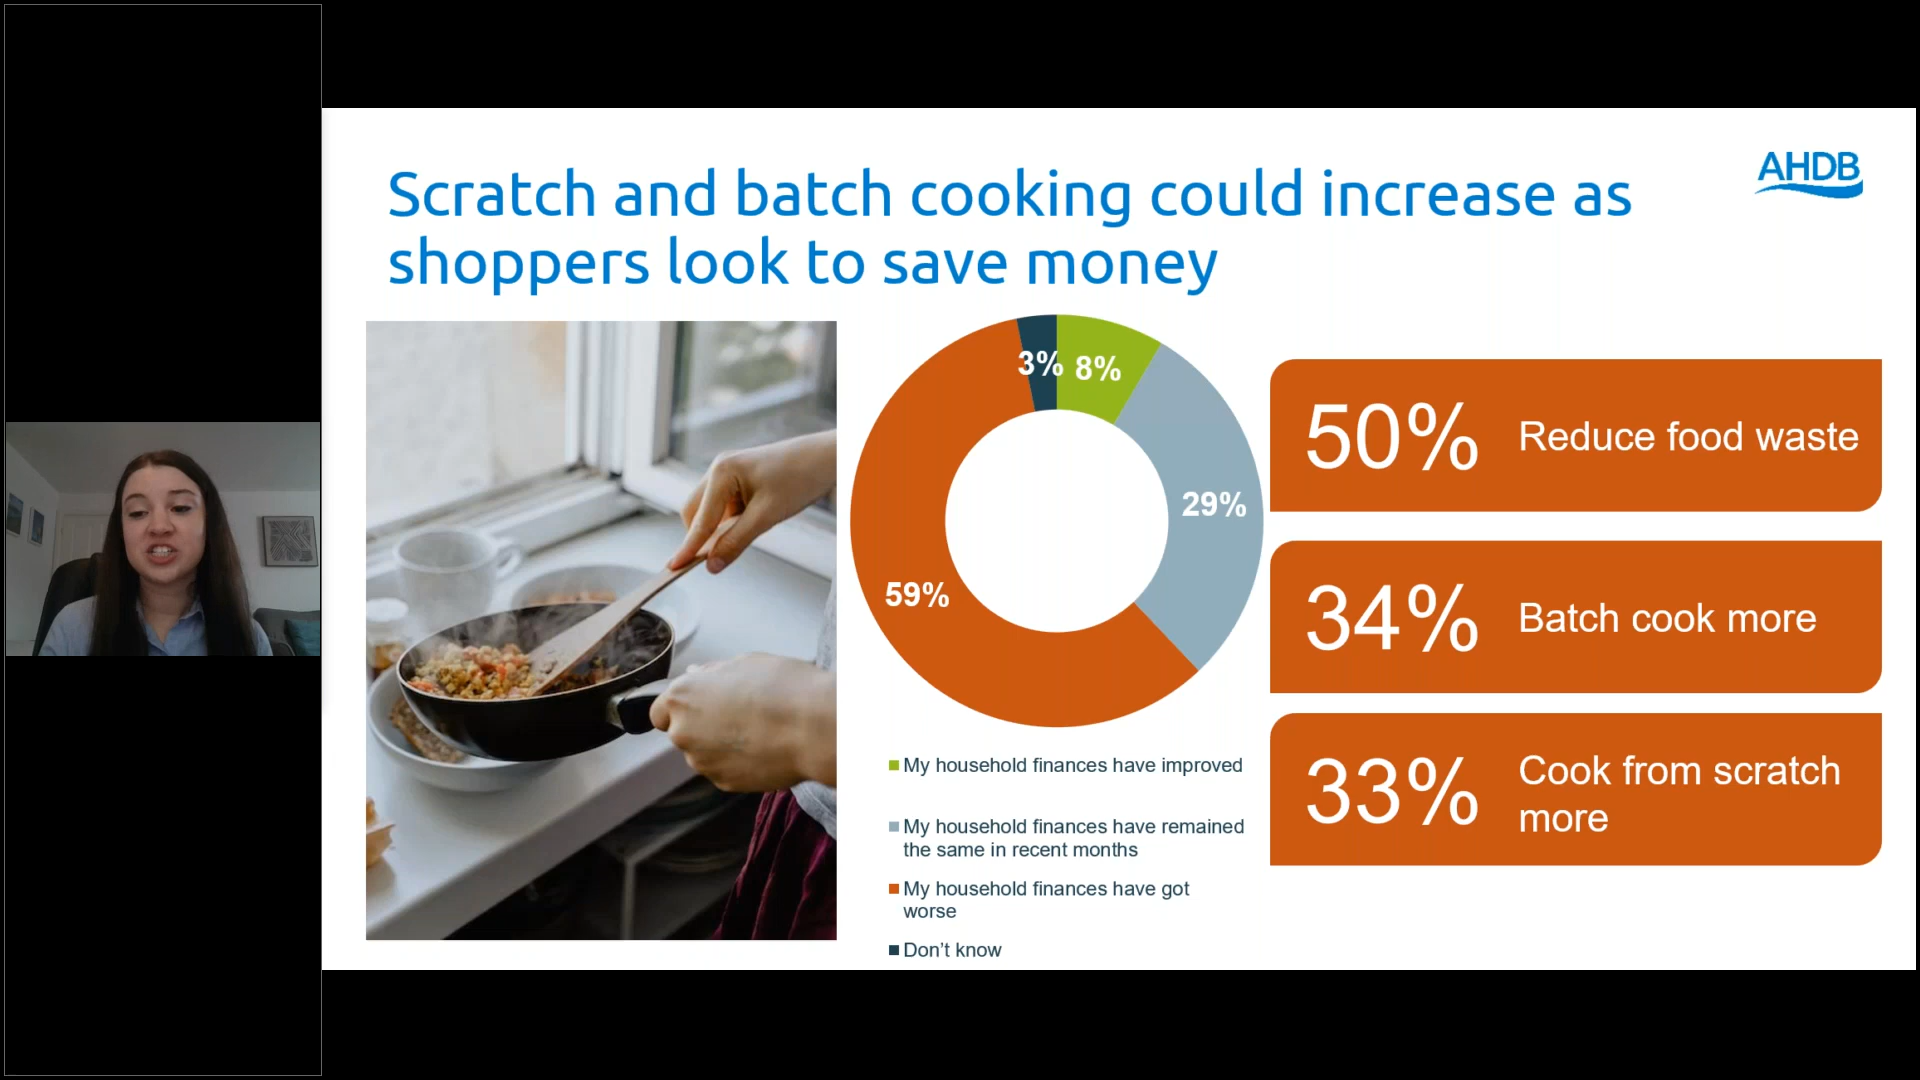 Scratch and batch cooking could increase as
shoppers look to save money
AHDB
3%
8%
29%
59%
My household finances have improved
My household finances have remained
the same in recent months
My household finances have got
worse
Don't know
50%
Reduce food waste
34%
Batch cook more
33%
Cook from scratch
more